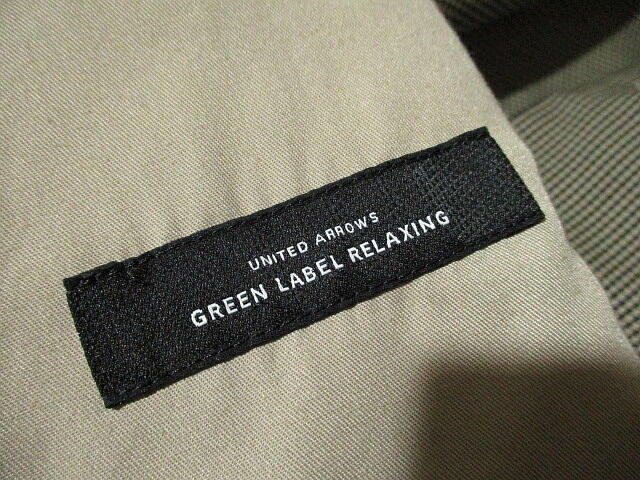 UNITED ARROWS
GREEN LABEL RELAXING